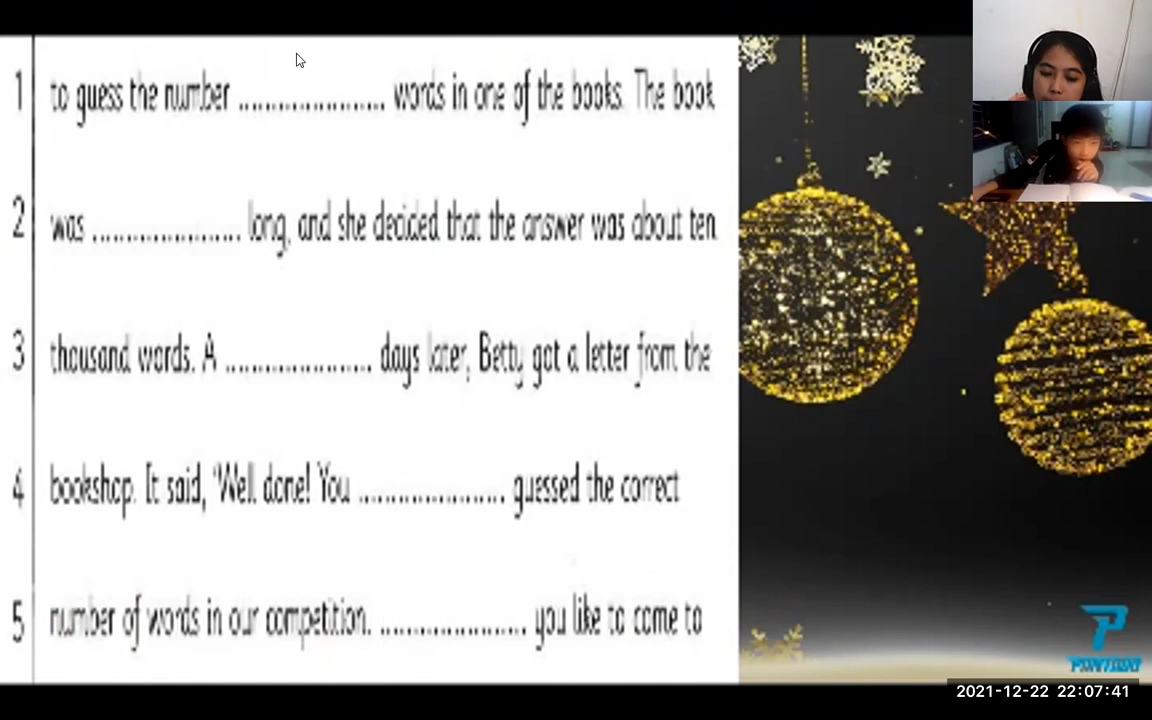 1 to guess the number ...................... words in one of the books. The book
2 was ...................... long, and she decided that the answer was about ten
3 thousand words. A ...................... days later, Betty got a letter from the
4 bookshop. It said, 'Well done! You ...................... guessed the correct
5 number of words in our competition. ...................... you like to come to
2021-12-22 22:07:41